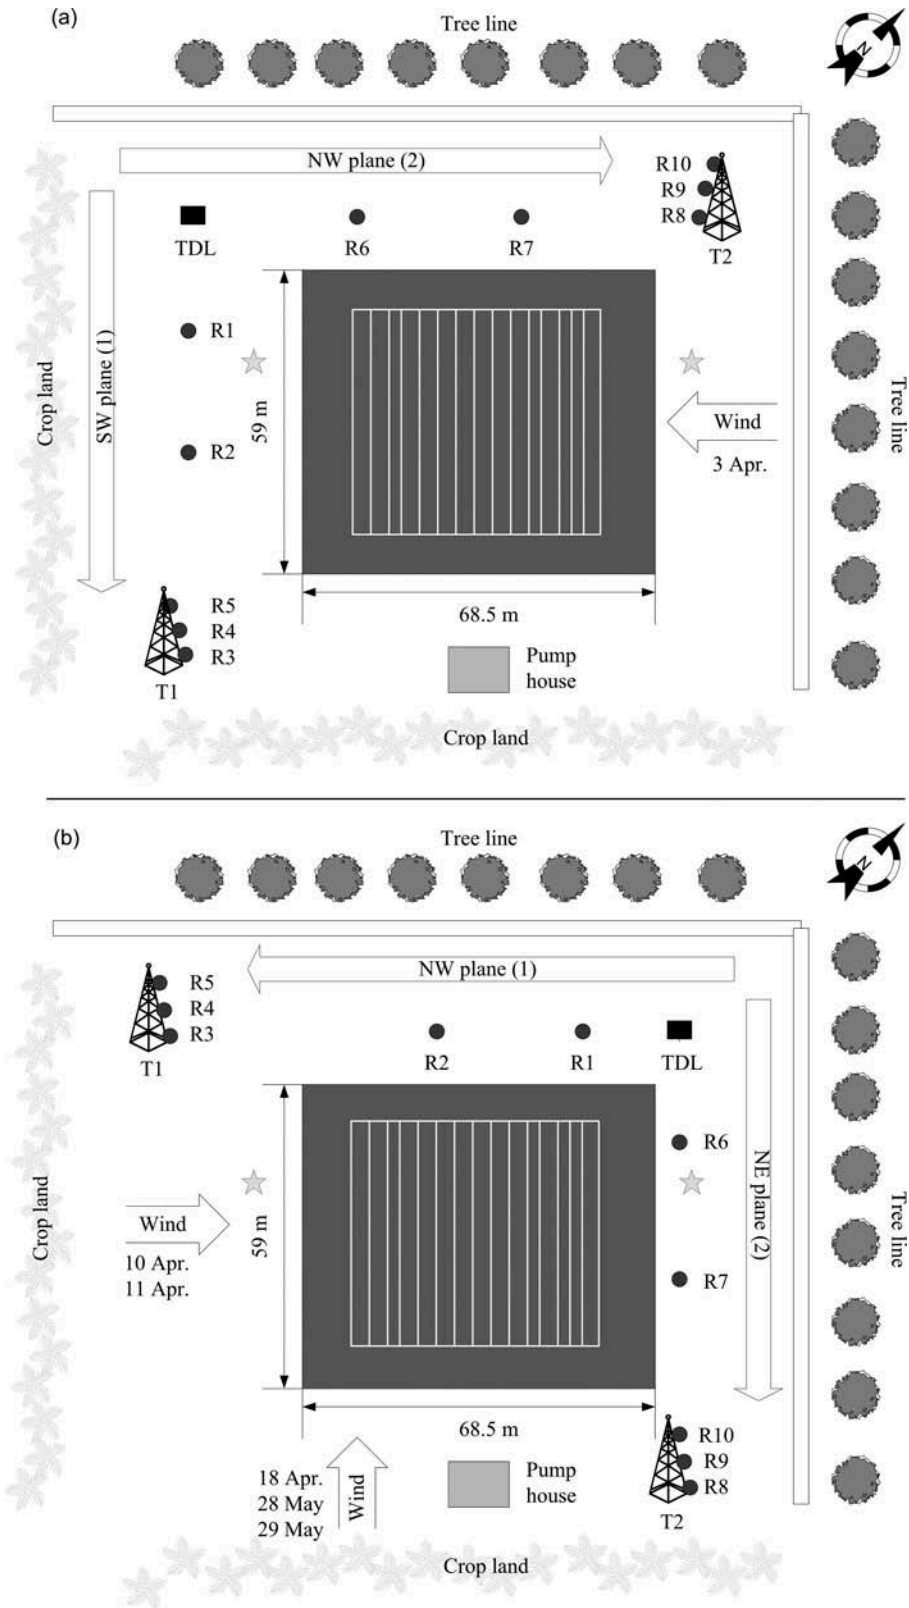 (a)
Tree line
N
NW plane (2)
R10
R9
R8
T2
TDL
R6
R7
R1
R2
SW plane (1)
Crop land
59 m
Wind
3 Apr.
Tree line
R5
R4
R3
T1
68.5 m
Pump
house
Crop land
(b)
Tree line
N
NW plane (1)
R5
R4
R3
T1
R2
R1
TDL
R6
R7
NE plane (2)
Crop land
Wind
10 Apr.
11 Apr.
59 m
Tree line
68.5 m
18 Apr.
28 May
29 May
Wind
Pump
house
R10
R9
R8
T2
Crop land